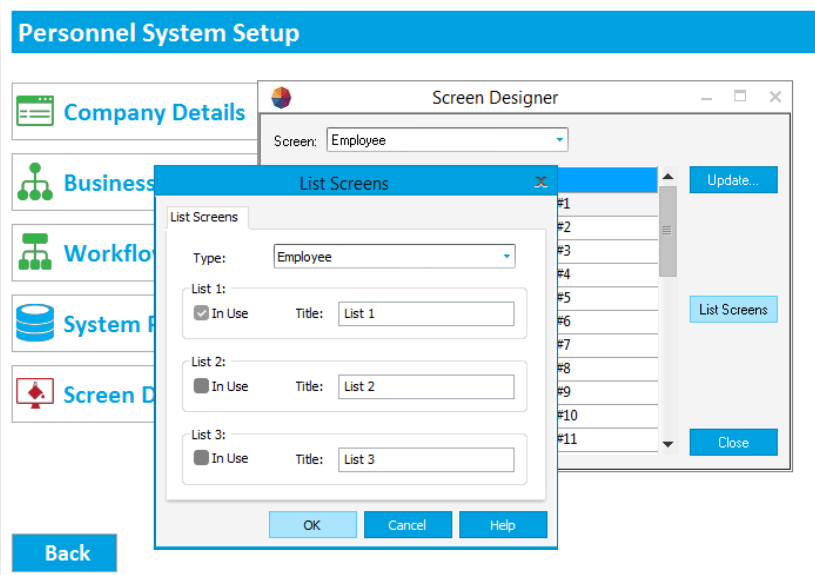 Personnel System Setup
Company Details
Business
Workflo
System
Screen D
Back
Screen Designer
Screen: Employee
Update...
List Screens
Close
#1
#2
#3
#4
#5
#6
#7
#8
#9
#10
#11
List Screens
List Screens
Type: Employee
List 1:
In Use Title: List 1
List 2:
In Use Title: List 2
List 3:
In Use Title: List 3
OK Cancel Help